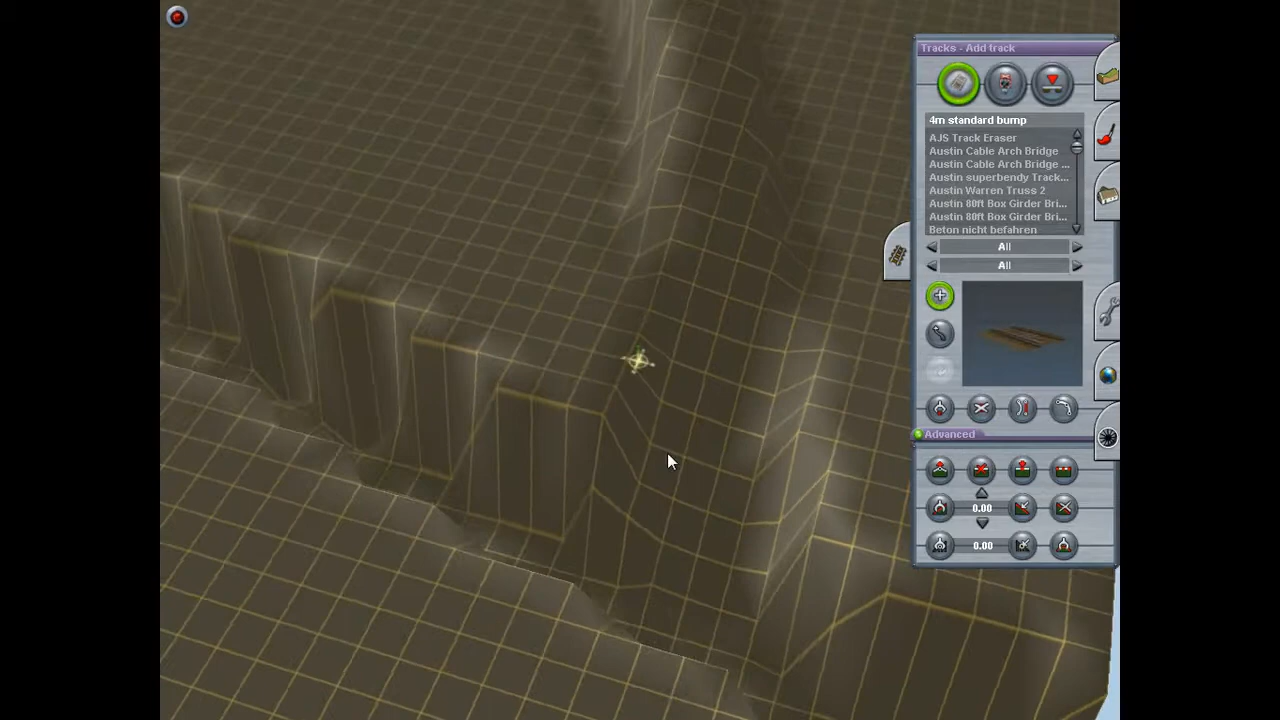 Tracks - Add track
4m standard bump
AJS Track Eraser
Austin Cable Arch Bridge
Austin Cable Arch Bridge ...
Austin superbendy Track...
Austin Warren Truss 2
Austin 80ft Box Girder Bri...
Austin 80ft Box Girder Bri...
Beton nicht befahren
All
All
Advanced
0.00
0.00